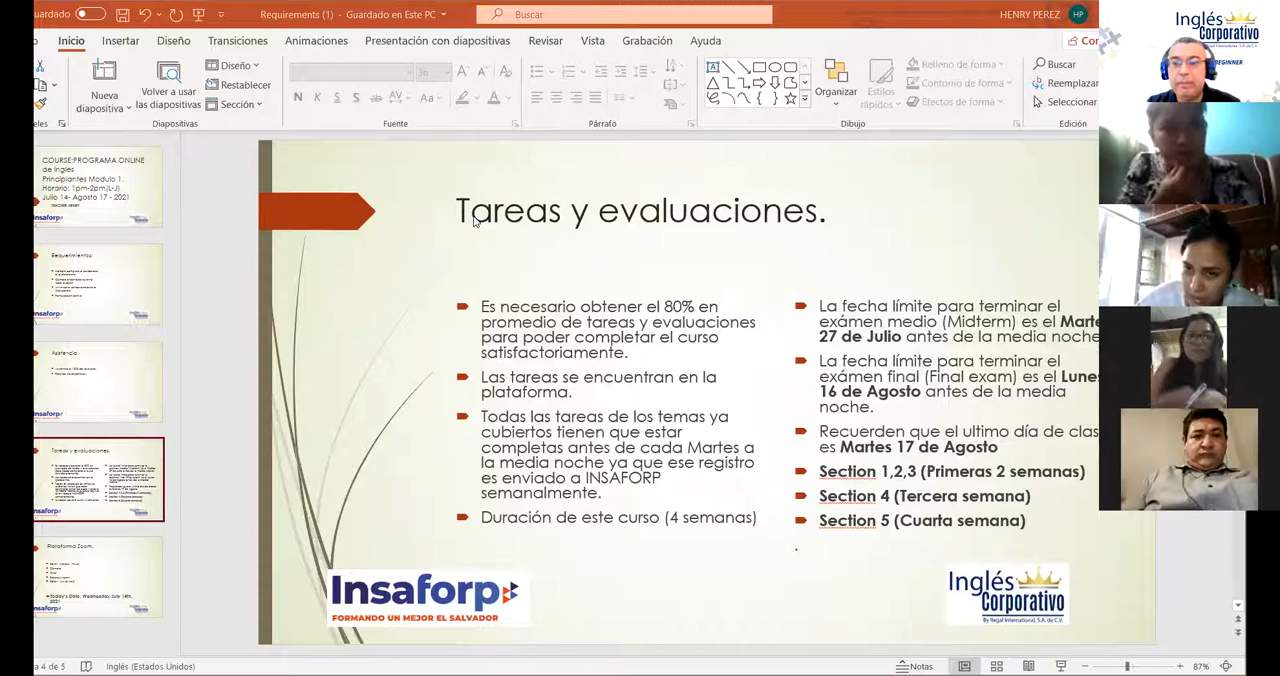 uardado
Requirements (1) - Guardado en Este PC
Buscar
HENRY PEREZ
HP
Inicio
Insertar
Diseño
Transiciones
Animaciones
Presentación con diapositivas
Revisar
Vista
Grabación
Ayuda
Nueva
diapositiva
Volver a usar
las diapositivas
Diseño
Restablecer
Sección
Diapositivas
36
N K S S ab AV Aa
Fuente
Párrafo
Organizar
Estilos
rápidos
Relleno de forma
Contorno de forma
Efectos de forma
Dibujo
Buscar
Reemplazar
Seleccionar
Edición
Inglés
Corporativo
COURSE:PROGRAMA ONLINE
de Ingles
Principiantes Modulo 1.
Horario: 1pm-2pm(L-J)
Julio 14- Agosto 17 - 2021
Requerimientos:
Asistencia
Tareas y evaluaciones.
Plataforma Zoom.
Today's Date: Wednesday July 14th,
2021
Tareas y evaluaciones.
Es necesario obtener el 80% en
promedio de tareas y evaluaciones
para poder completar el curso
satisfactoriamente.
Las tareas se encuentran en la
plataforma.
Todas las tareas de los temas ya
cubiertos tienen que estar
completas antes de cada Martes a
la media noche ya que ese registro
es enviado a INSAFORP
semanalmente.
Duración de este curso (4 semanas)
La fecha límite para terminar el
exámen medio (Midterm) es el Marte
27 de Julio antes de la media noche
La fecha límite para terminar el
exámen final (Final exam) es el Lunes
16 de Agosto antes de la media
noche.
Recuerden que el ultimo día de clas
es Martes 17 de Agosto
Section 1,2,3 (Primeras 2 semanas)
Section 4 (Tercera semana)
Section 5 (Cuarta semana)
Insaforp
FORMANDO UN MEJOR EL SALVADOR
Inglés
Corporativo
By Regal International, S.A. de C.V.
a 4 de 5
Inglés (Estados Unidos)
Notas
87%